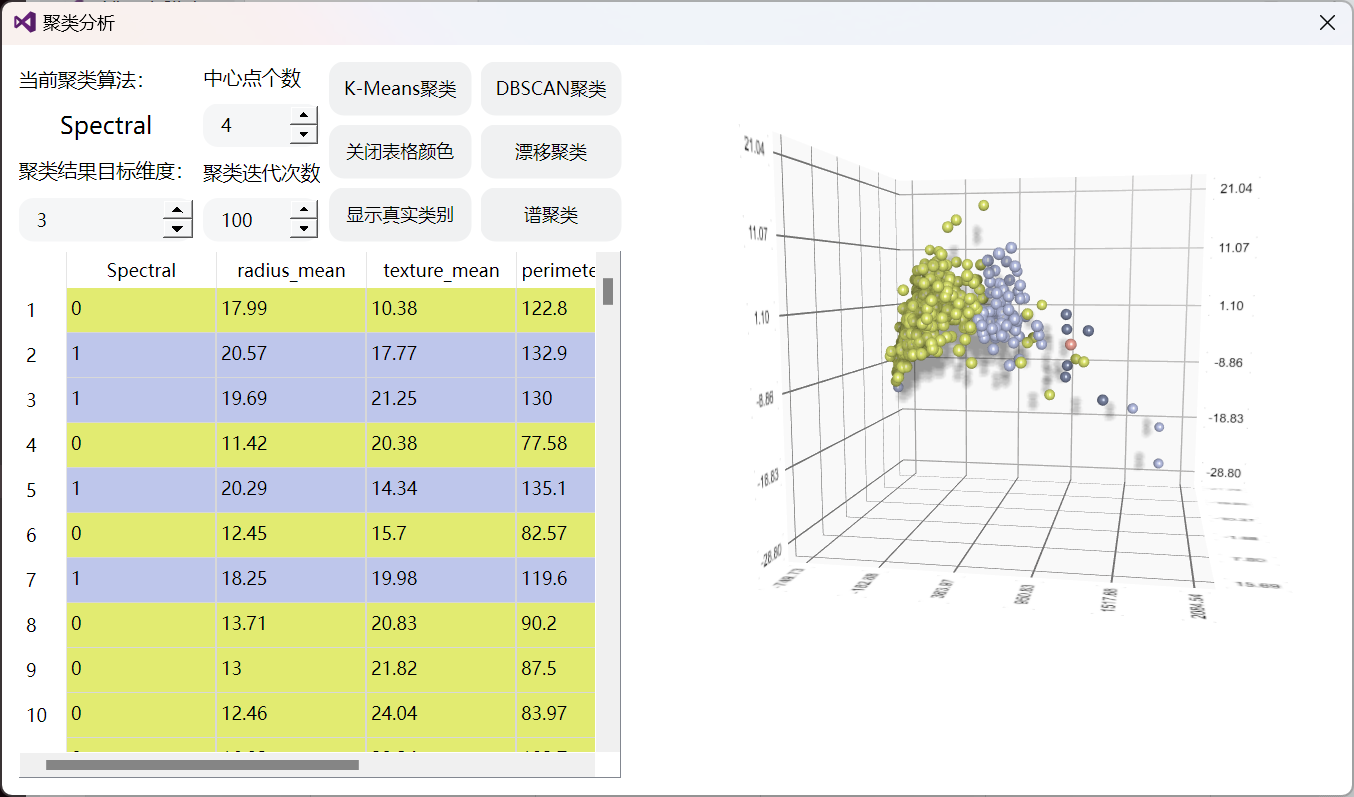 聚类分析
当前聚类算法：
中心点个数
K-Means聚类
DBSCAN聚类
Spectral
4
关闭表格颜色
漂移聚类
聚类结果目标维度：
聚类迭代次数
3
100
显示真实类别
谱聚类
Spectral radius_mean texture_mean perimete
1 0 17.99 10.38 122.8
2 1 20.57 17.77 132.9
3 1 19.69 21.25 130
4 0 11.42 20.38 77.58
5 1 20.29 14.34 135.1
6 0 12.45 15.7 82.57
7 1 18.25 19.98 119.6
8 0 13.71 20.83 90.2
9 0 13 21.82 87.5
10 0 12.46 24.04 83.97
21.04
11.07
1.10
-8.86
-18.83
-28.80
21.04
11.07
1.10
-8.86
-18.83
-28.80
-749.73
-182.88
383.97
950.83
1517.68
2084.54